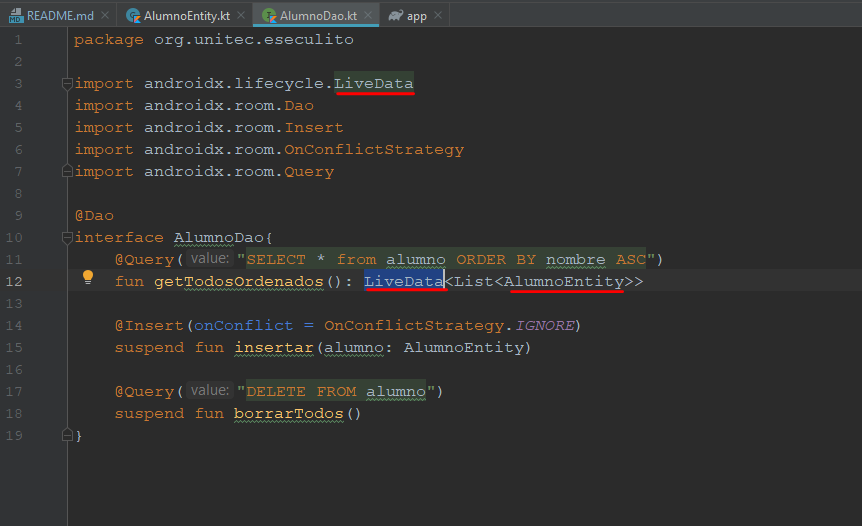 README.md AlumnoEntity.kt AlumnoDao.kt app
1 package org.unitec.eseculito
2
3 import androidx.lifecycle.LiveData
4 import androidx.room.Dao
5 import androidx.room.Insert
6 import androidx.room.OnConflictStrategy
7 import androidx.room.Query
8
9 @Dao
10 interface AlumnoDao{
11 @Query( value: "SELECT * from alumno ORDER BY nombre ASC")
12 fun getTodosOrdenados(): LiveData<List<AlumnoEntity>>
13
14 @Insert(onConflict = OnConflictStrategy.IGNORE)
15 suspend fun insertar(alumno: AlumnoEntity)
16
17 @Query( value: "DELETE FROM alumno")
18 suspend fun borrarTodos()
19 }